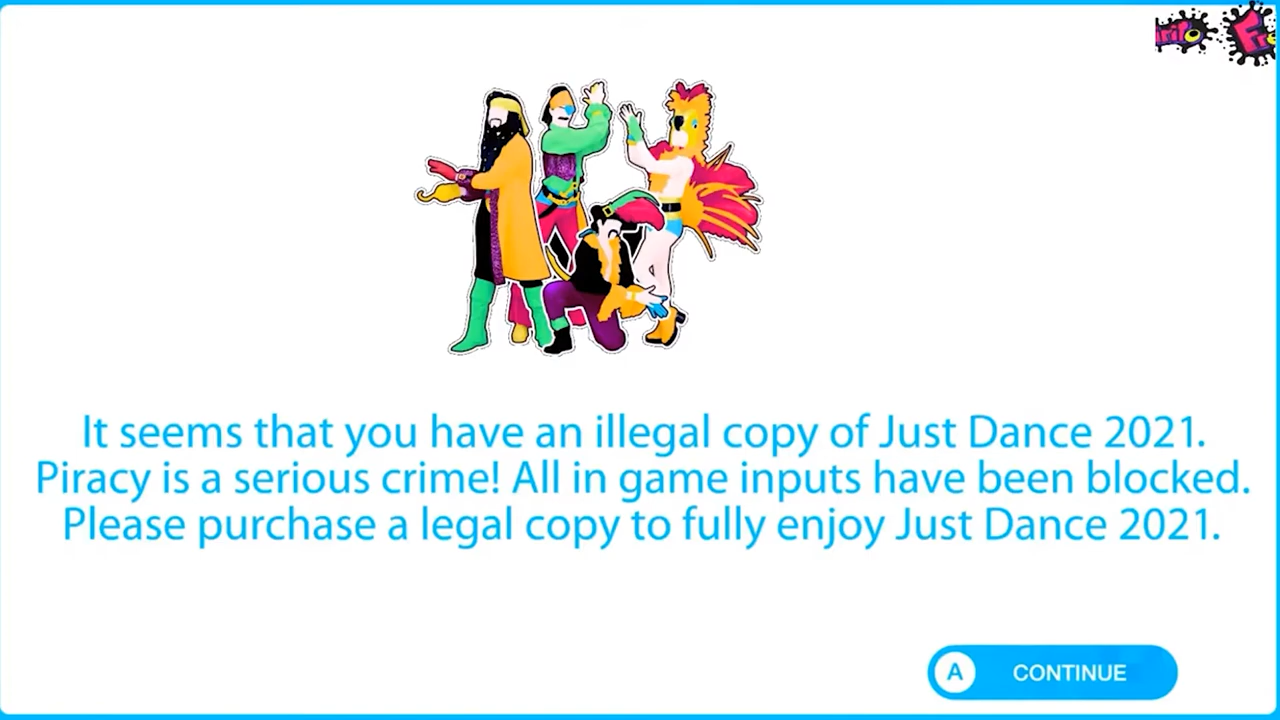 It seems that you have an illegal copy of Just Dance 2021.
Piracy is a serious crime! All in game inputs have been blocked.
Please purchase a legal copy to fully enjoy Just Dance 2021.
A CONTINUE